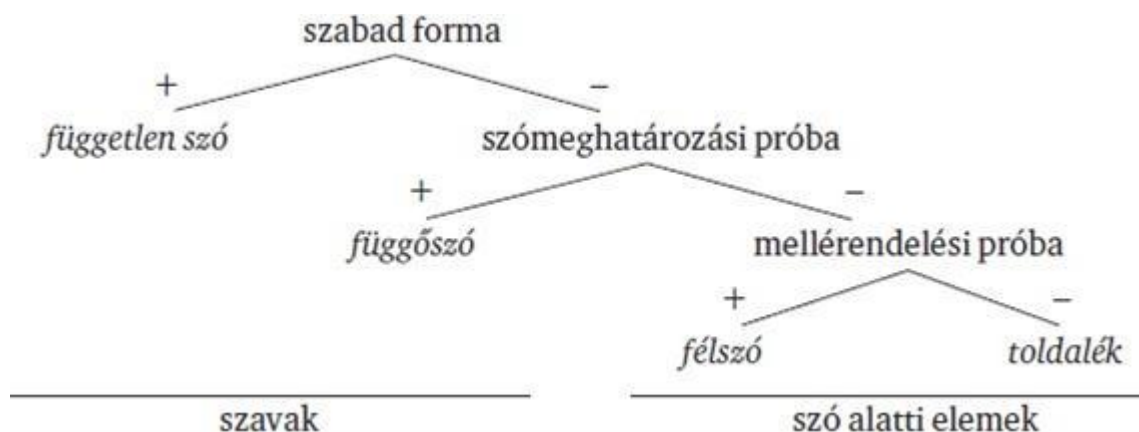 szabad forma
+ –
független szó szómeghatározási próba
+ –
függőszó mellérendelési próba
+ –
félszó toldalék
szavak szó alatti elemek